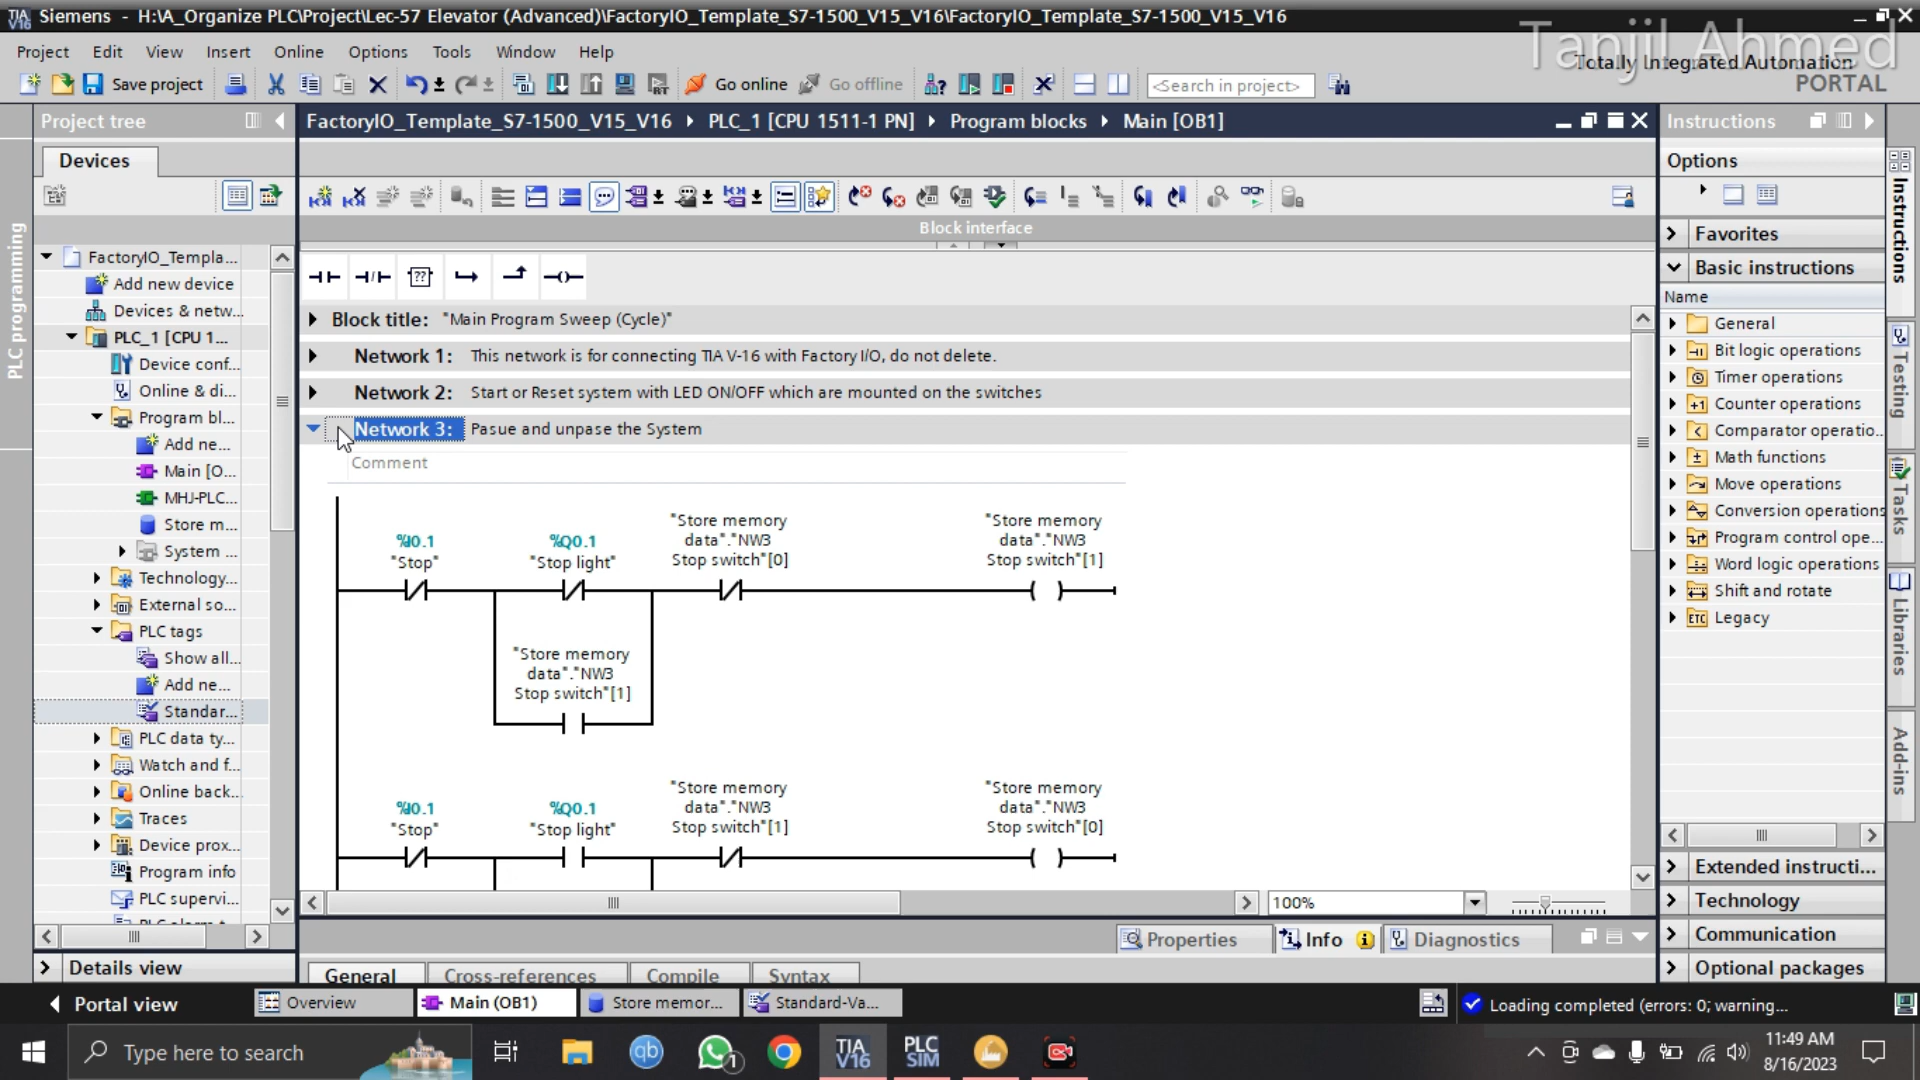 Siemens - H:\A_Organize PLC\Project\Lec-57 Elevator (Advanced)\FactoryIO_Template_S7-1500_V15_V16\FactoryIO_Template_S7-1500_V15_V16
Tanjil Ahmed
Project Edit View Insert Online Options Tools Window Help
Totally Integrated Automation
PORTAL
Save project
Go online
Go offline
<Search in project>
Project tree
FactoryIO_Template_S7-1500_V15_V16 PLC_1 [CPU 1511-1 PN] Program blocks Main [OB1]
Instructions
Devices
Options
PLC programming
Block interface
FactoryIO_Templa...
Add new device
Devices & netw...
PLC_1 [CPU 1...
Device conf...
Online & di...
Program bl...
Add ne...
Main [O...
MHJ-PLC...
Store m...
System ...
Technology...
External so...
PLC tags
Show all...
Add ne...
Standar...
PLC data ty...
Watch and f...
Online back...
Traces
Device prox...
Program info
PLC supervi...
Details view
Block title: "Main Program Sweep (Cycle)"
Network 1: This network is for connecting TIA V-16 with Factory I/O, do not delete.
Network 2: Start or Reset system with LED ON/OFF which are mounted on the switches
Network 3: Pasue and unpase the System
Comment
%I0.1
"Stop"
%Q0.1
"Stop light"
"Store memory
data"."NW3
Stop switch"[0]
"Store memory
data"."NW3
Stop switch"[1]
"Store memory
data"."NW3
Stop switch"[1]
%I0.1
"Stop"
%Q0.1
"Stop light"
"Store memory
data"."NW3
Stop switch"[1]
"Store memory
data"."NW3
Stop switch"[0]
100%
Properties
Info
Diagnostics
General
Cross-references
Compile
Syntax
Favorites
Basic instructions
Name
General
Bit logic operations
Timer operations
Counter operations
Comparator operatio...
Math functions
Move operations
Conversion operations
Program control ope...
Word logic operations
Shift and rotate
Legacy
Extended instructi...
Technology
Communication
Optional packages
Instructions
Testing
Tasks
Libraries
Add-ins
Portal view
Overview
Main (OB1)
Store memor...
Standard-Va...
Loading completed (errors: 0; warning...
Type here to search
qb
1
TIA
V16
PLC
SIM
11:49 AM
8/16/2023